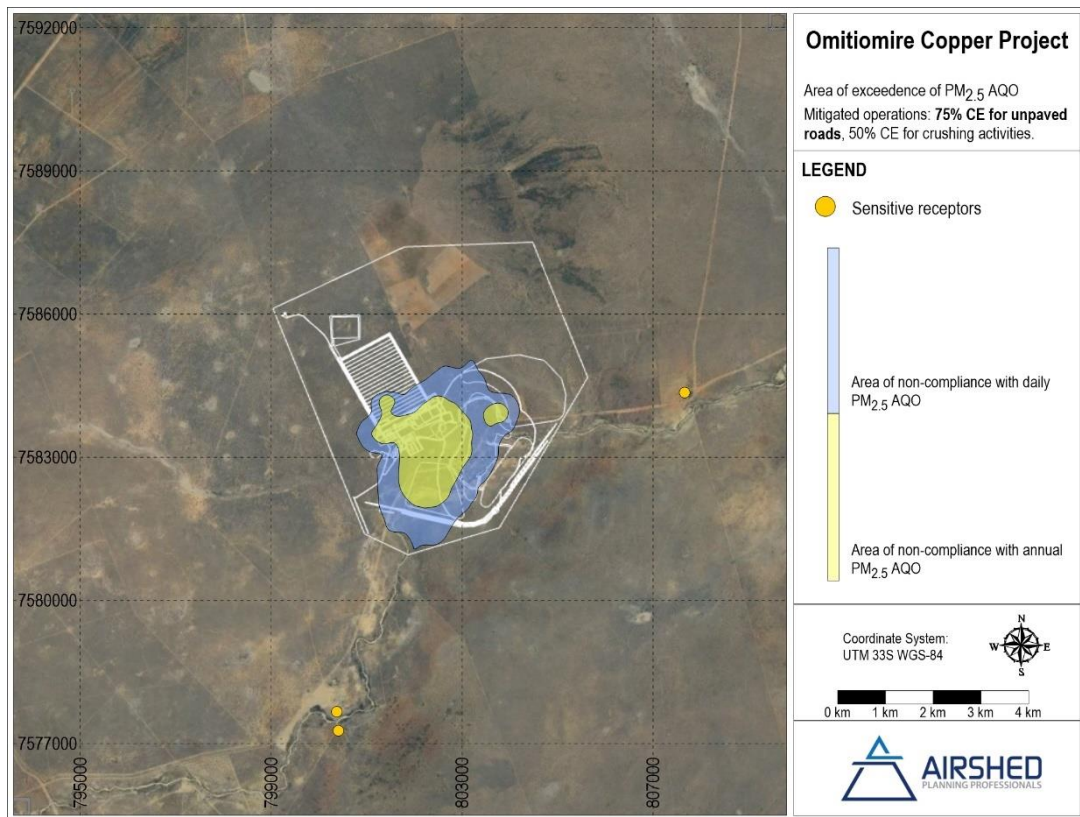 7592000
7589000
7586000
7583000
7580000
7577000
795000
799000
803000
807000
Omitiomire Copper Project
Area of exceedence of PM2.5 AQO
Mitigated operations: 75% CE for unpaved
roads, 50% CE for crushing activities.
LEGEND
Sensitive receptors
Area of non-compliance with daily
PM2.5 AQO
Area of non-compliance with annual
PM2.5 AQO
Coordinate System:
UTM 33S WGS-84
N
W E
S
0 km 1 km 2 km 3 km 4 km
AIRSHED
PLANNING PROFESSIONALS